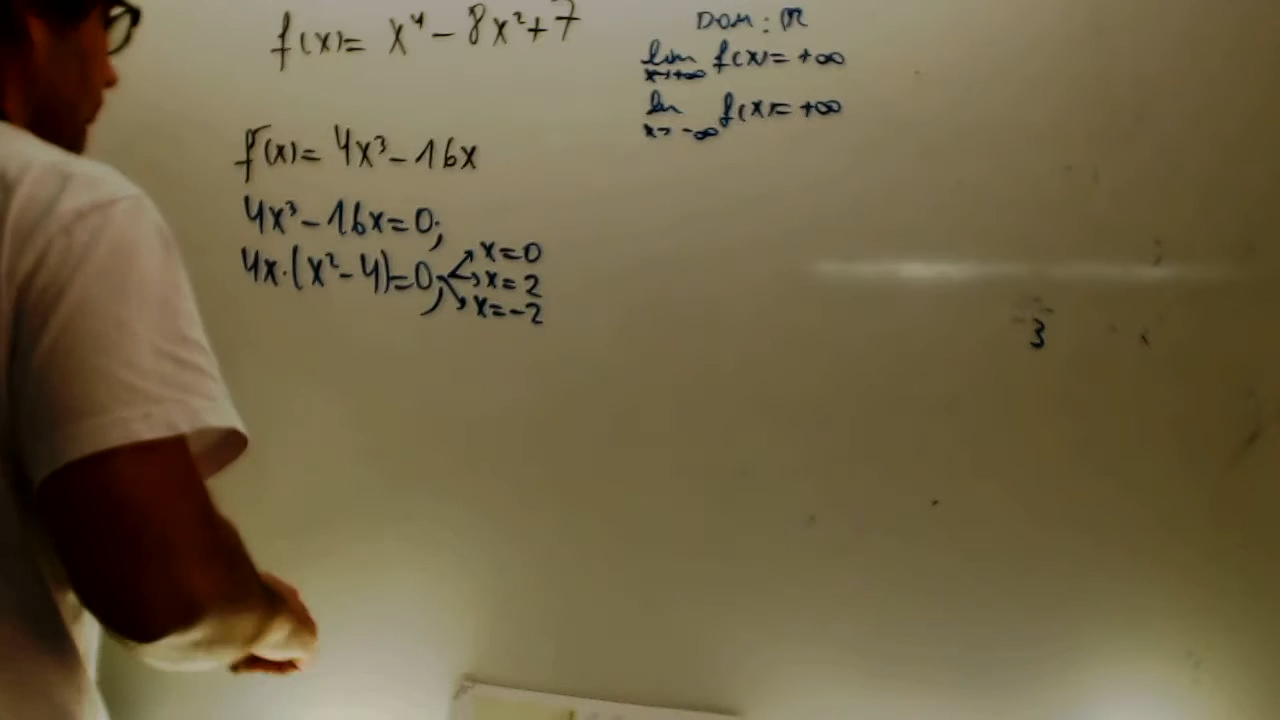 f(x)= x⁴ - 8x² + 7
DOM: ℝ
lim x→+∞ f(x)= +∞
lim x→-∞ f(x)= +∞
f'(x)= 4x³ - 16x
4x³ - 16x = 0;
4x·(x² - 4)=0;
x=0
x=2
x=-2
3